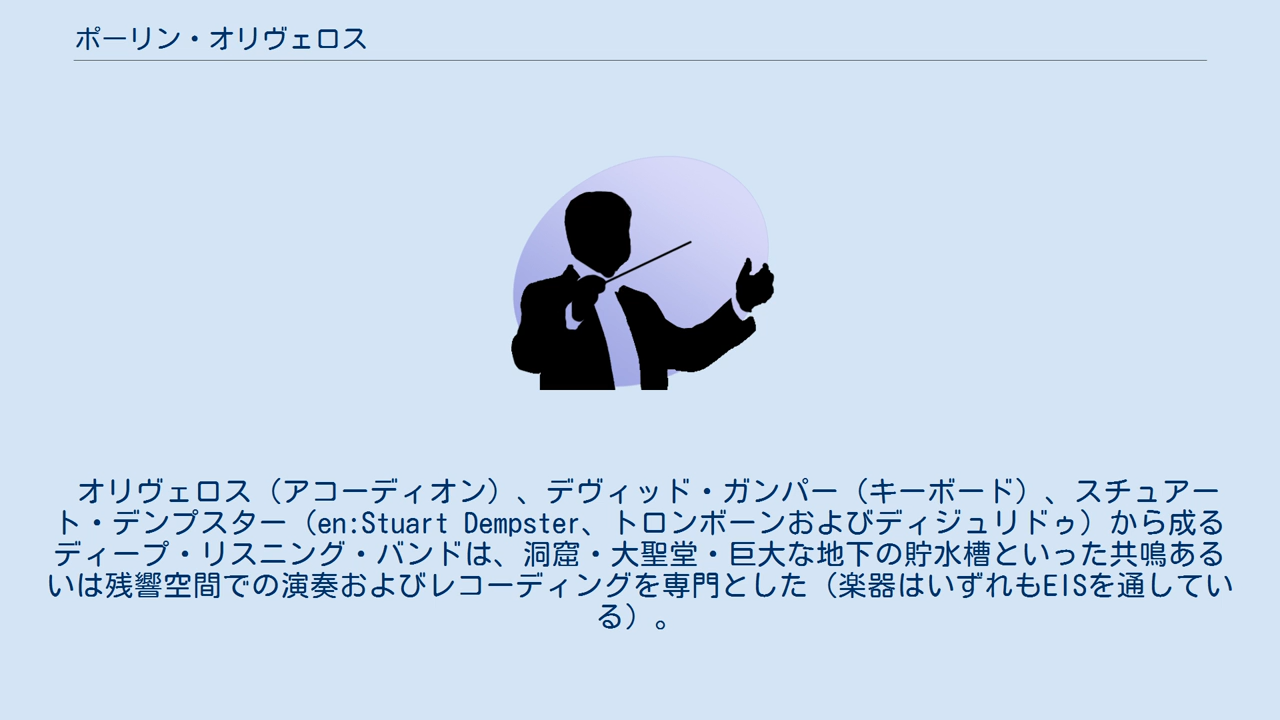 ポーリン・オリヴェロス
オリヴェロス（アコーディオン）、デヴィッド・ガンパー（キーボード）、スチュアー
ト・デンプスター（en:Stuart Dempster、トロンボーンおよびディジュリドゥ）から成る
ディープ・リスニング・バンドは、洞窟・大聖堂・巨大な地下の貯水槽といった共鳴ある
いは残響空間での演奏およびレコーディングを専門とした（楽器はいずれもEISを通してい
る）。